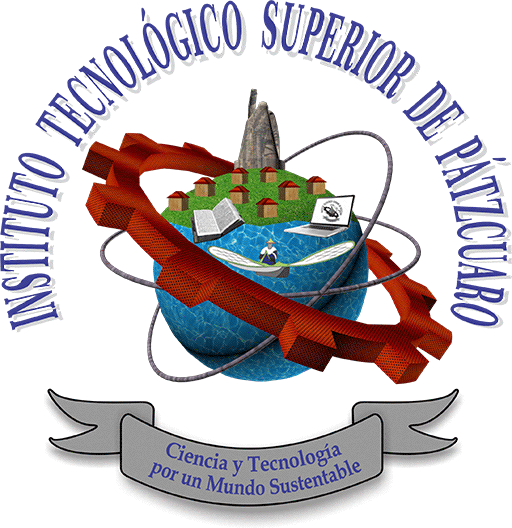 INSTITUTO TECNOLÓGICO SUPERIOR DE PÁTZCUARO
Ciencia y Tecnología
por un Mundo Sustentable